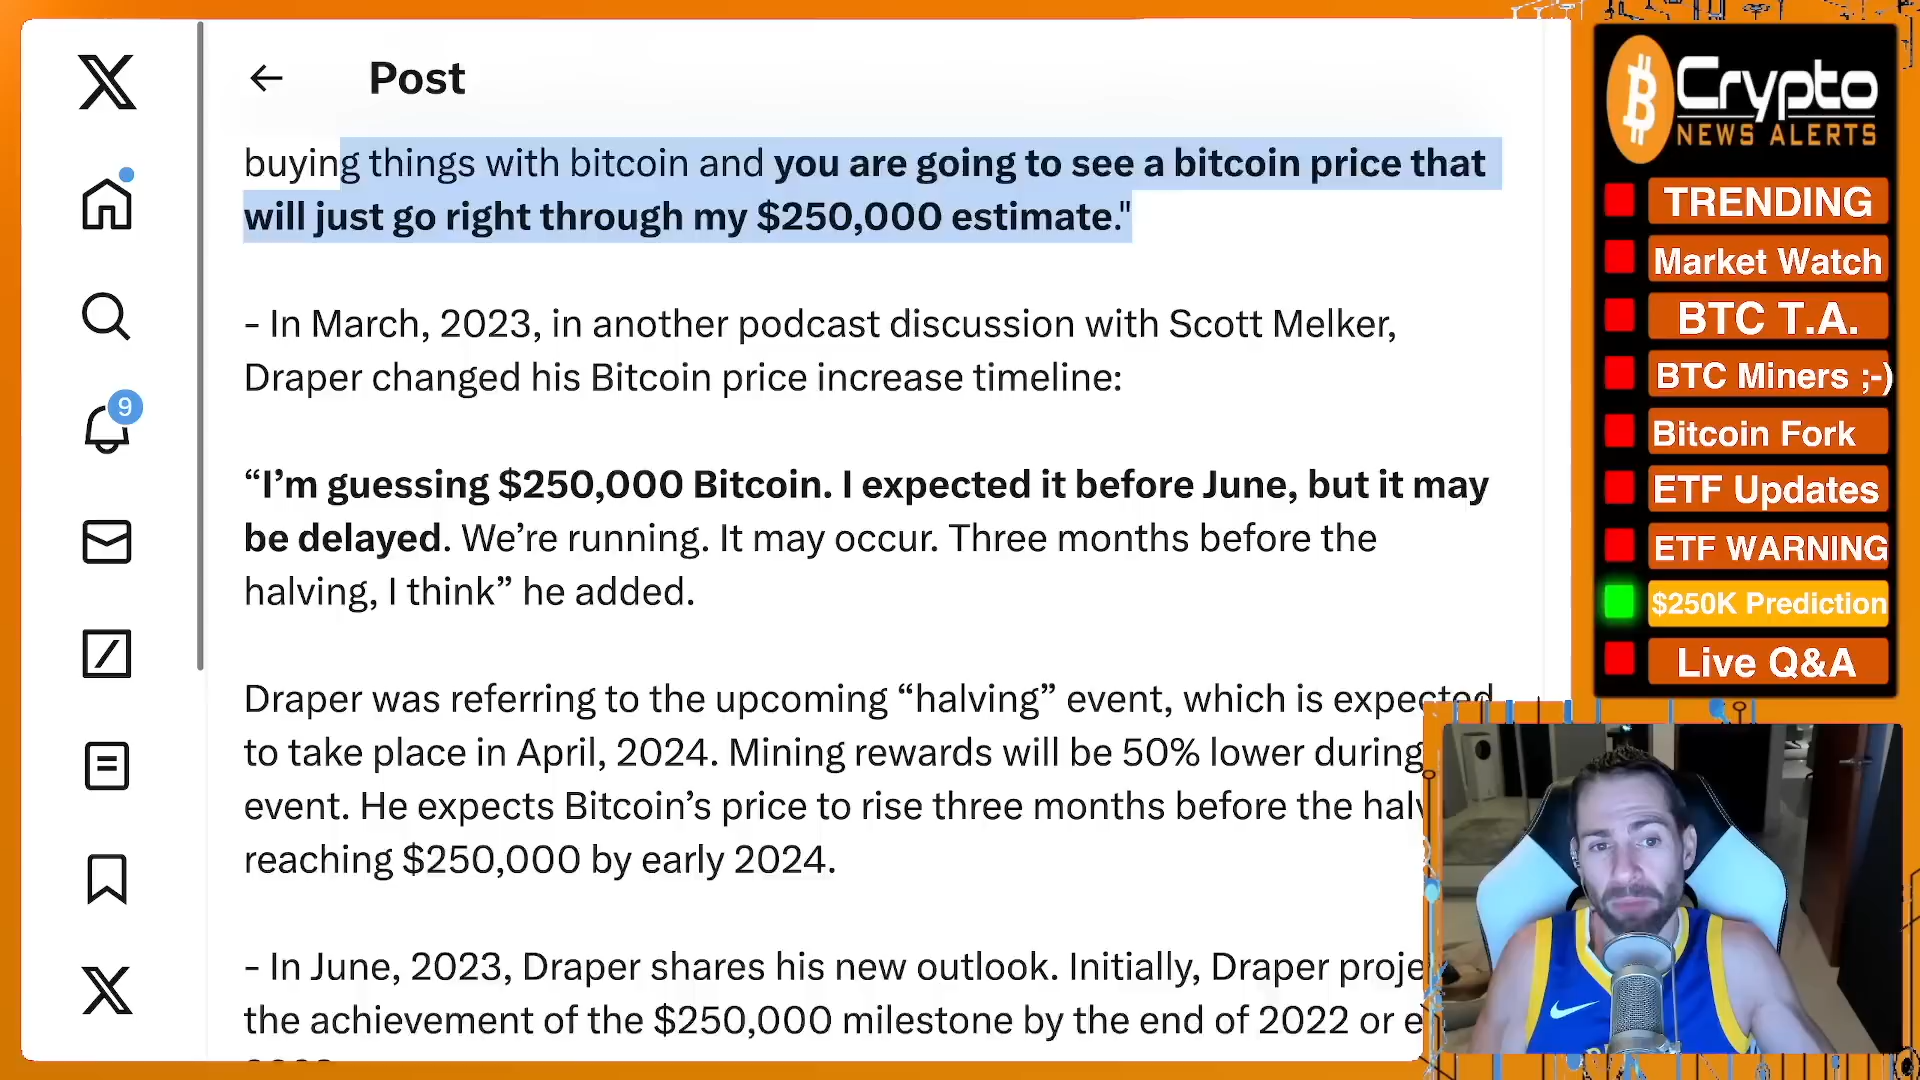 Post
buying things with bitcoin and you are going to see a bitcoin price that
will just go right through my $250,000 estimate."
- In March, 2023, in another podcast discussion with Scott Melker,
Draper changed his Bitcoin price increase timeline:
“I’m guessing $250,000 Bitcoin. I expected it before June, but it may
be delayed. We’re running. It may occur. Three months before the
halving, I think” he added.
Draper was referring to the upcoming “halving” event, which is expected
to take place in April, 2024. Mining rewards will be 50% lower during
event. He expects Bitcoin’s price to rise three months before the
reaching $250,000 by early 2024.
- In June, 2023, Draper shares his new outlook. Initially, Draper
the achievement of the $250,000 milestone by the end of 2022 or
9
Crypto
NEWS ALERTS
TRENDING
Market Watch
BTC T.A.
BTC Miners ;-)
Bitcoin Fork
ETF Updates
ETF WARNING
$250K Prediction
Live Q&A